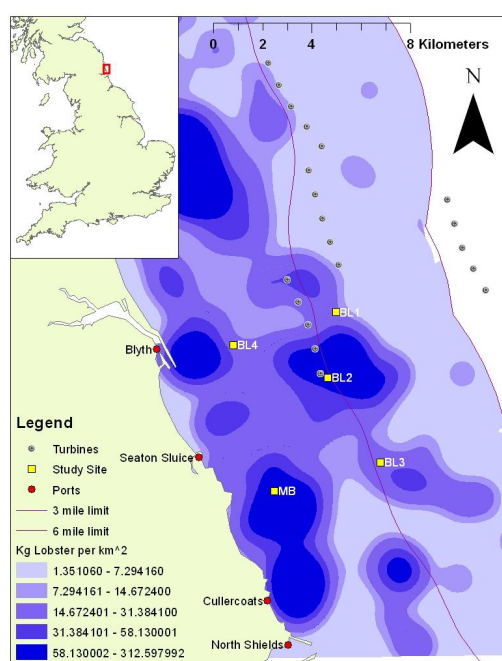 0 2 4 8 Kilometers
N
BL1
BL4
Blyth
BL2
Legend
Turbines
Study Site
Ports
3 mile limit
6 mile limit
Seaton Sluice
BL3
MB
Kg Lobster per km^2
1.351060 - 7.294160
7.294161 - 14.672400
14.672401 - 31.384100
31.384101 - 58.130001
58.130002 - 312.597992
Cullercoats
North Shields